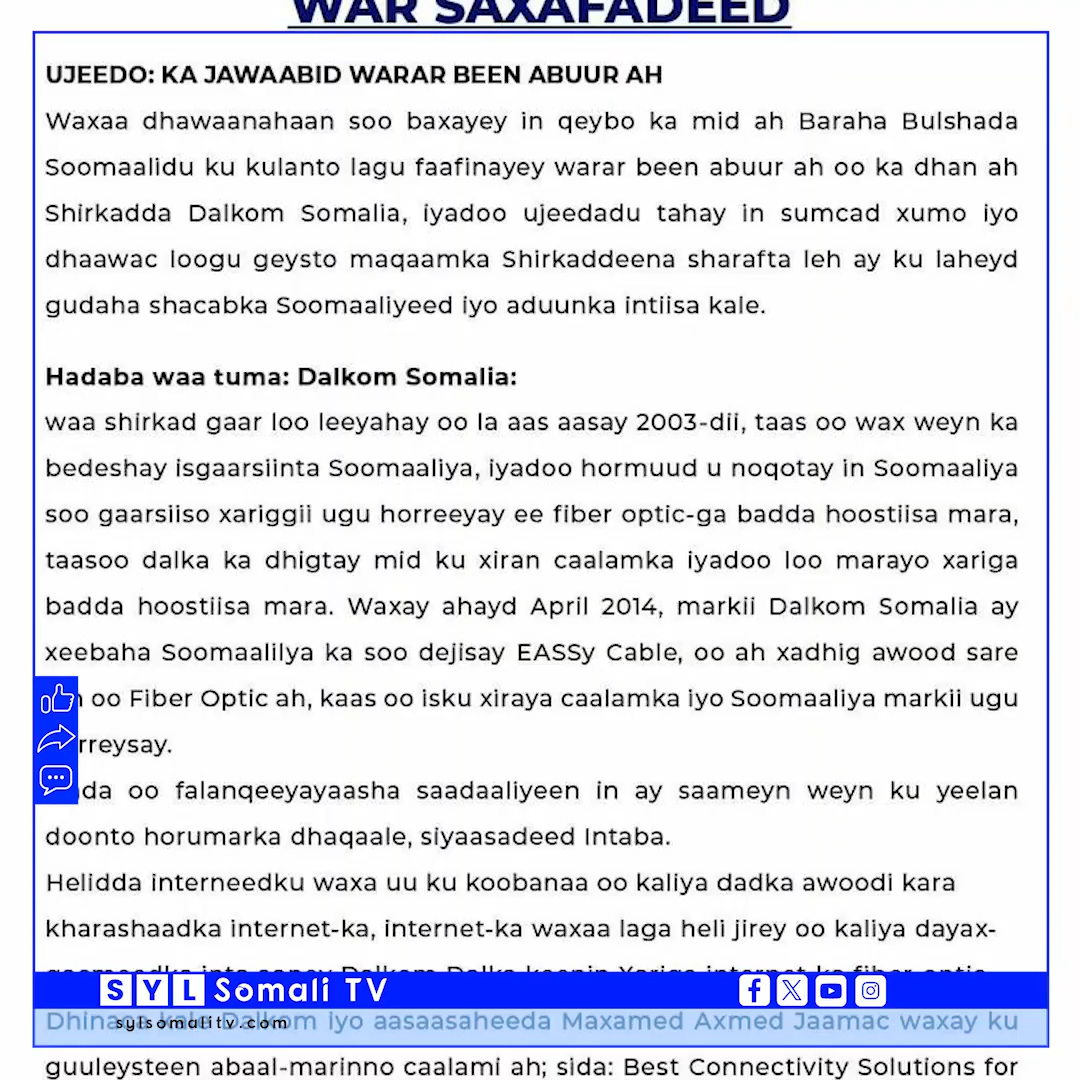 WAR SAXAFADEED
UJEEDO: KA JAWAABID WARAR BEEN ABUUR AH
Waxaa dhawaanahaan soo baxayey in qeybo ka mid ah Baraha Bulshada
Soomaalidu ku kulanto lagu faafinayey warar been abuur ah oo ka dhan ah
Shirkadda Dalkom Somalia, iyadoo ujeedadu tahay in sumcad xumo iyo
dhaawac loogu geysto maqaamka Shirkaddeena sharafta leh ay ku laheyd
gudaha shacabka Soomaaliyeed iyo aduunka intiisa kale.
Hadaba waa tuma: Dalkom Somalia:
waa shirkad gaar loo leeyahay oo la aas aasay 2003-dii, taas oo wax weyn ka
bedeshay isgaarsiinta Soomaaliya, iyadoo hormuud u noqotay in Soomaaliya
soo gaarsiiso xariggii ugu horreeyay ee fiber optic-ga badda hoostiisa mara,
taasoo dalka ka dhigtay mid ku xiran caalamka iyadoo loo marayo xariga
badda hoostiisa mara. Waxay ahayd April 2014, markii Dalkom Somalia ay
xeebaha Soomaalilya ka soo dejisay EASSy Cable, oo ah xadhig awood sare
oo Fiber Optic ah, kaas oo isku xiraya caalamka iyo Soomaaliya markii ugu
rreysay.
da oo falanqeeyayaasha saadaaliyeen in ay saameyn weyn ku yeelan
doonto horumarka dhaqaale, siyaasadeed Intaba.
Helidda interneedku waxa uu ku koobanaa oo kaliya dadka awoodi kara
kharashaadka internet-ka, internet-ka waxaa laga heli jirey oo kaliya dayax-
SYL Somali TV
sylsomalitv.com
Dhinaca kale Dalkom iyo aasaasaheeda Maxamed Axmed Jaamac waxay ku
guuleysteen abaal-marinno caalami ah; sida: Best Connectivity Solutions for